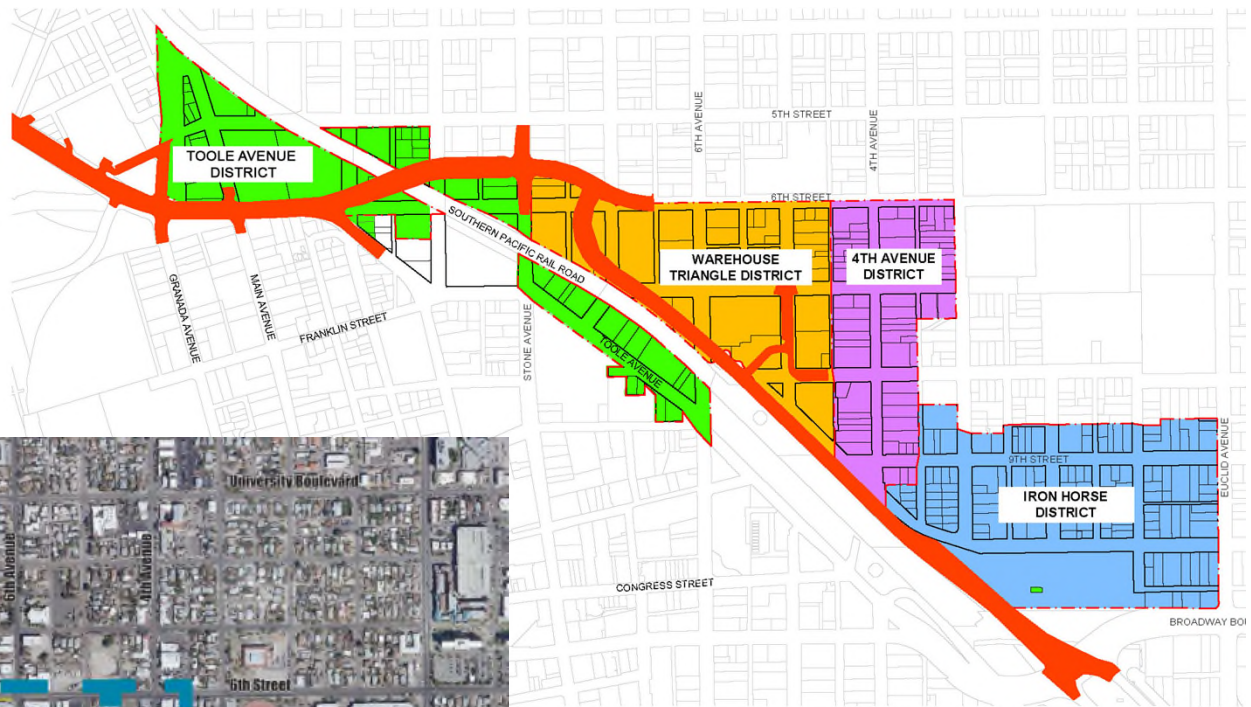 5TH STREET
6TH AVENUE
4TH AVENUE
TOOLE AVENUE
DISTRICT
6TH STREET
SOUTHERN PACIFIC RAIL ROAD
WAREHOUSE
TRIANGLE DISTRICT
4TH AVENUE
DISTRICT
GRANADA AVENUE
MAIN AVENUE
FRANKLIN STREET
STONE AVENUE
TOOLE AVENUE
9TH STREET
EUCLID AVENUE
IRON HORSE
DISTRICT
CONGRESS STREET
BROADWAY BOU
University Boulevard
6th Avenue
4th Avenue
6th Street